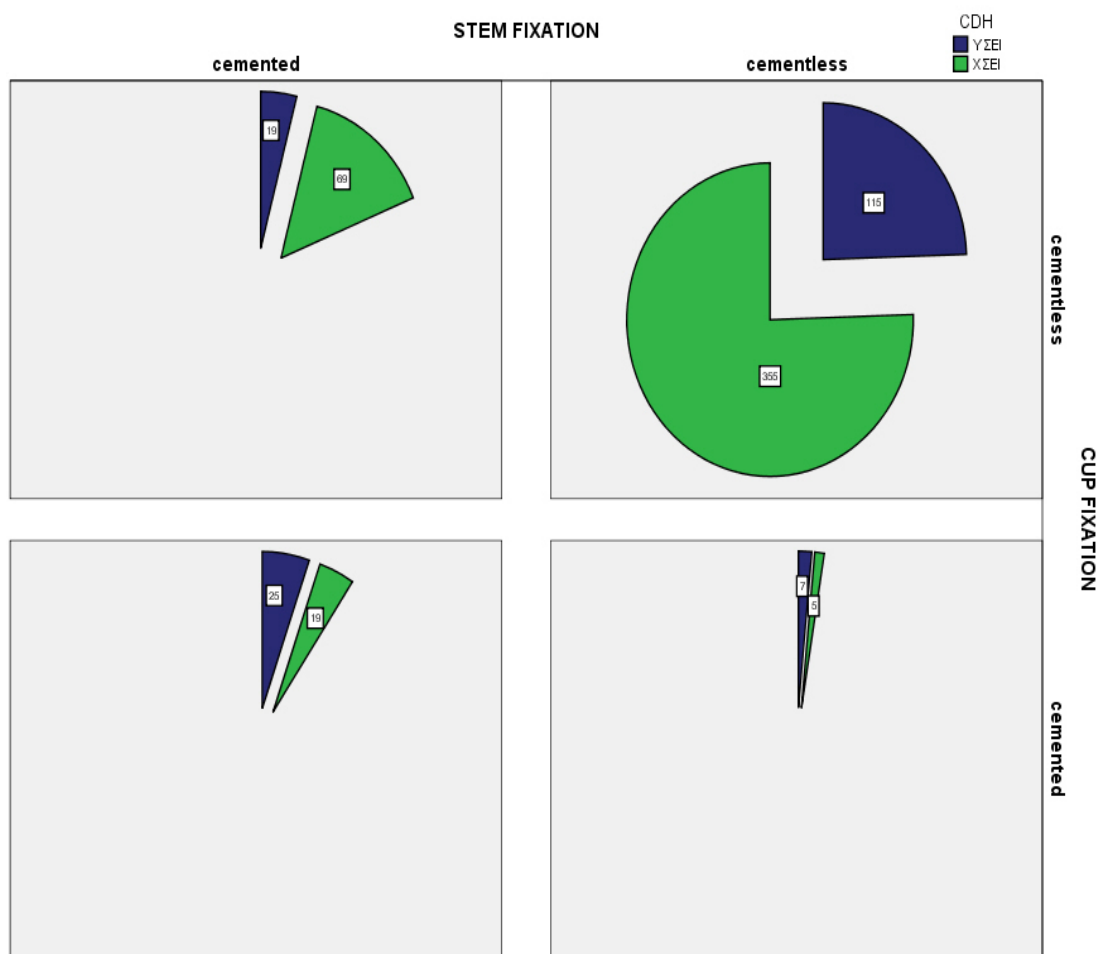 STEM FIXATION
CDH
ΥΣΕΙ
ΧΣΕΙ
cemented
cementless
19
69
115
355
cementless
CUP FIXATION
25
19
7
5
cemented